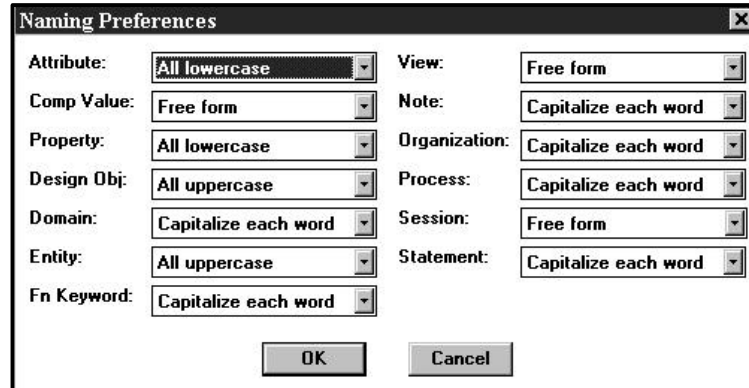 Naming Preferences
Attribute: All lowercase View: Free form
Comp Value: Free form Note: Capitalize each word
Property: All lowercase Organization: Capitalize each word
Design Obj: All uppercase Process: Capitalize each word
Domain: Capitalize each word Session: Free form
Entity: All uppercase Statement: Capitalize each word
Fn Keyword: Capitalize each word
OK Cancel